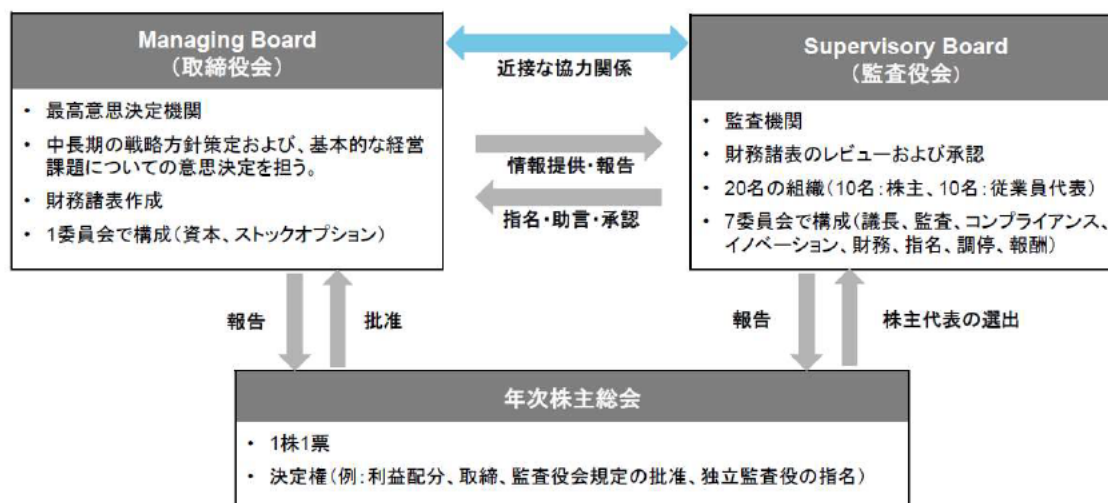 Managing Board
（取締役会）
・ 最高意思決定機関
・ 中長期の戦略方針策定および、基本的な経営
課題についての意思決定を担う。
・ 財務諸表作成
・ 1委員会で構成（資本、ストックオプション）
近接な協力関係
情報提供・報告
指名・助言・承認
Supervisory Board
（監査役会）
・ 監査機関
・ 財務諸表のレビューおよび承認
・ 20名の組織（10名：株主、10名：従業員代表）
・ 7委員会で構成（議長、監査、コンプライアンス、
イノベーション、財務、指名、調停、報酬）
報告
批准
報告
株主代表の選出
年次株主総会
・ 1株1票
・ 決定権（例：利益配分、取締、監査役会規定の批准、独立監査役の指名）